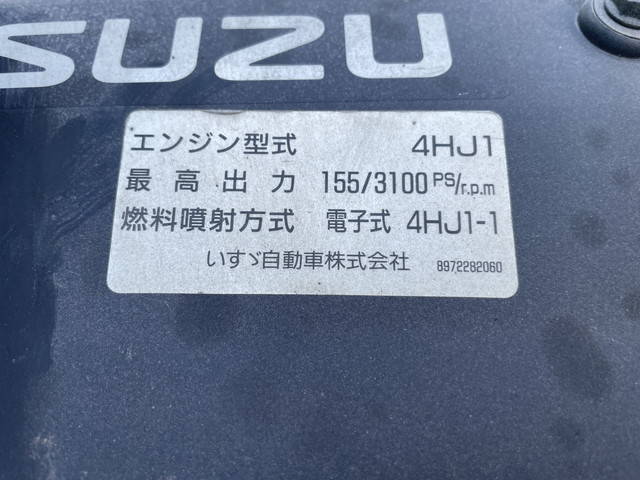 SUZU
エンジン型式 4HJ1
最高出力 155/3100 PS/r.p.m
燃料噴射方式 電子式 4HJ1-1
いすゞ自動車株式会社 8972282060